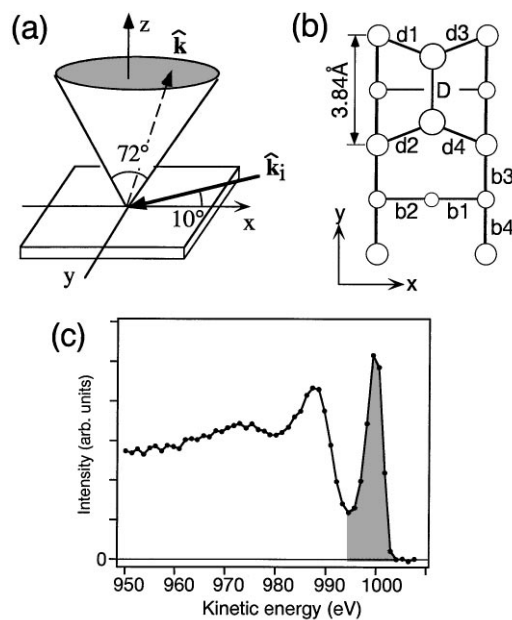 (a)
z
k̂
72°
k̂i
10°
x
y
(b)
d1
d3
3.84Å
D
d2
d4
b3
b2
b1
b4
y
x
(c)
Intensity (arb. units)
0
950 960 970 980 990 1000
Kinetic energy (eV)